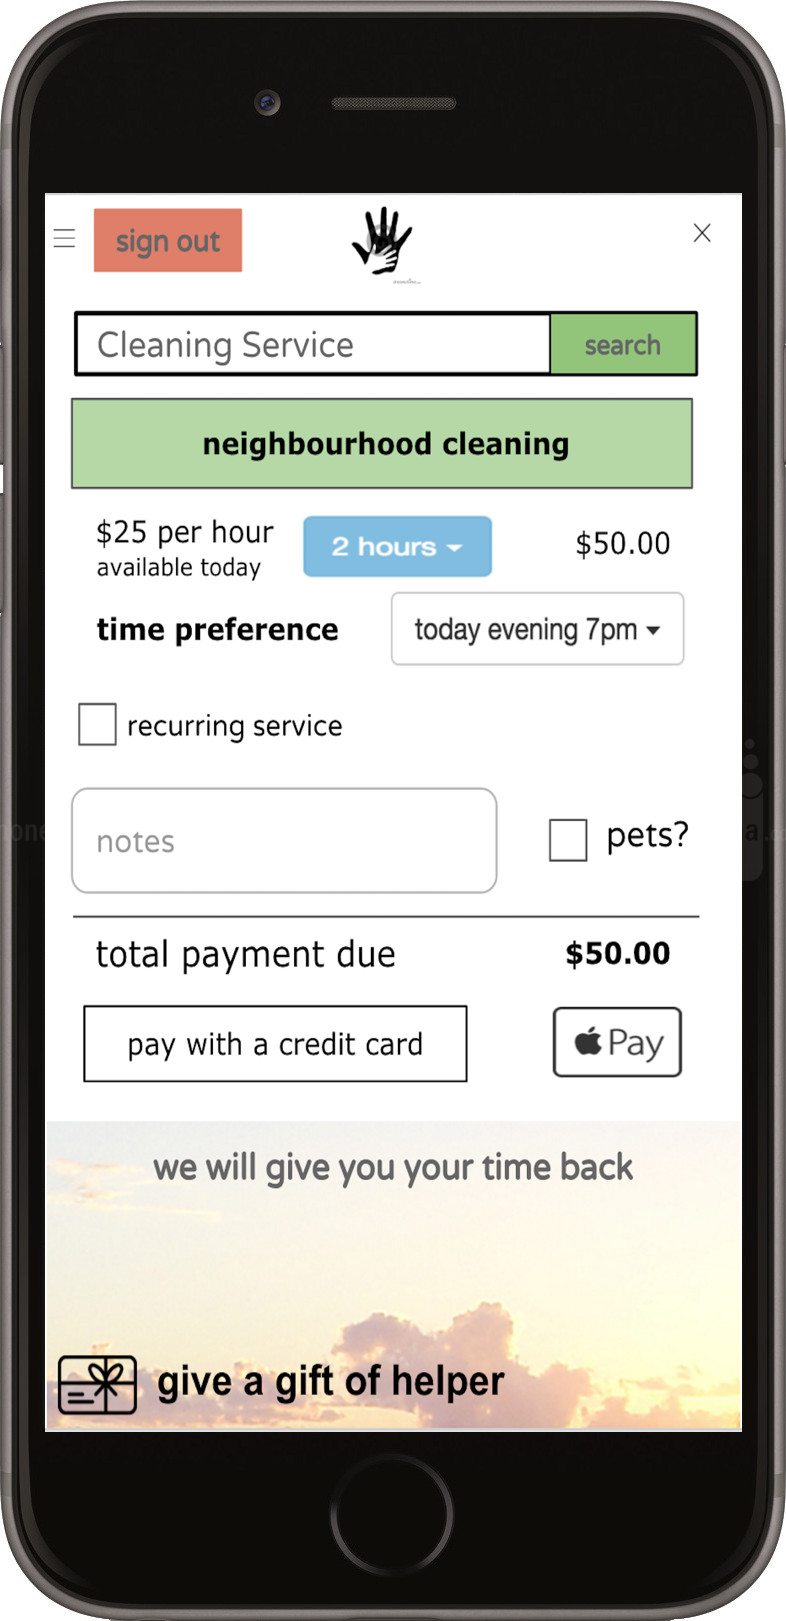 sign out
Cleaning Service
search
neighbourhood cleaning
$25 per hour
available today
2 hours
$50.00
time preference
today evening 7pm
recurring service
notes
pets?
total payment due
$50.00
pay with a credit card
Pay
we will give you your time back
give a gift of helper